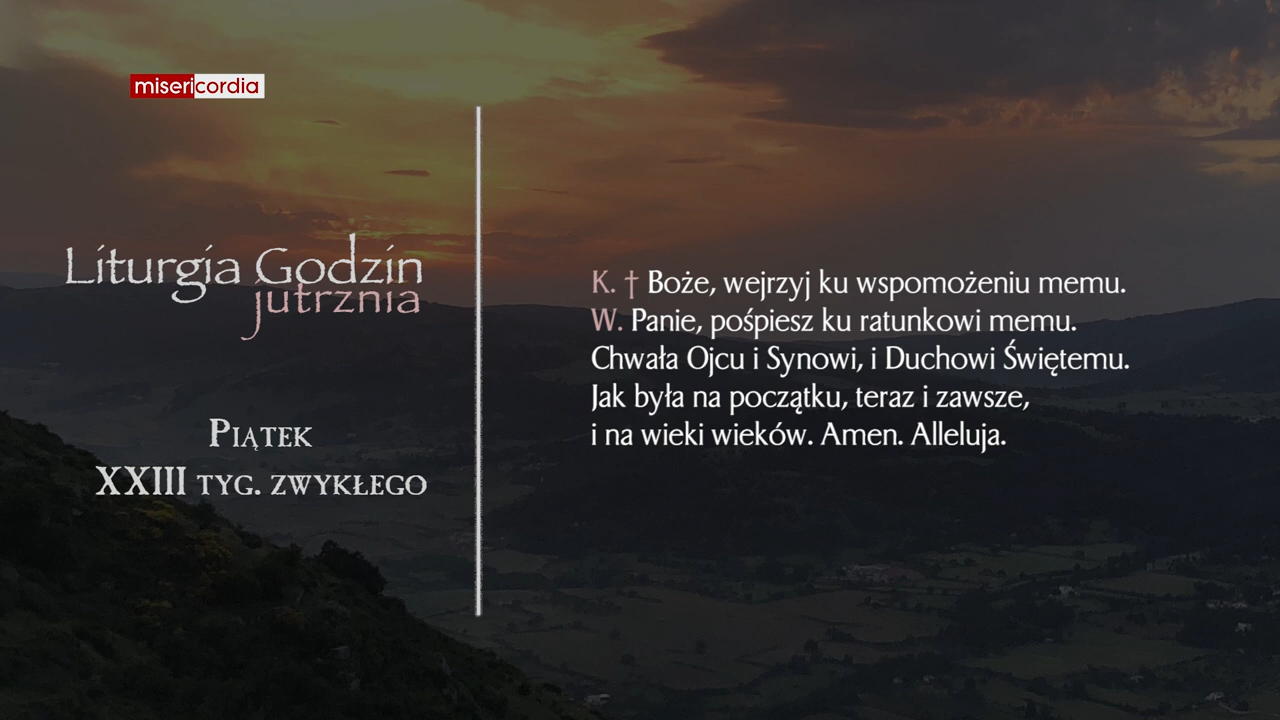 misericordia
Liturgia Godzin
jutrznia
Piątek
XXIII tyg. zwykłego
K. † Boże, wejrzyj ku wspomożeniu memu.
W. Panie, pośpiesz ku ratunkowi memu.
Chwała Ojcu i Synowi, i Duchowi Świętemu.
Jak była na początku, teraz i zawsze,
i na wieki wieków. Amen. Alleluja.